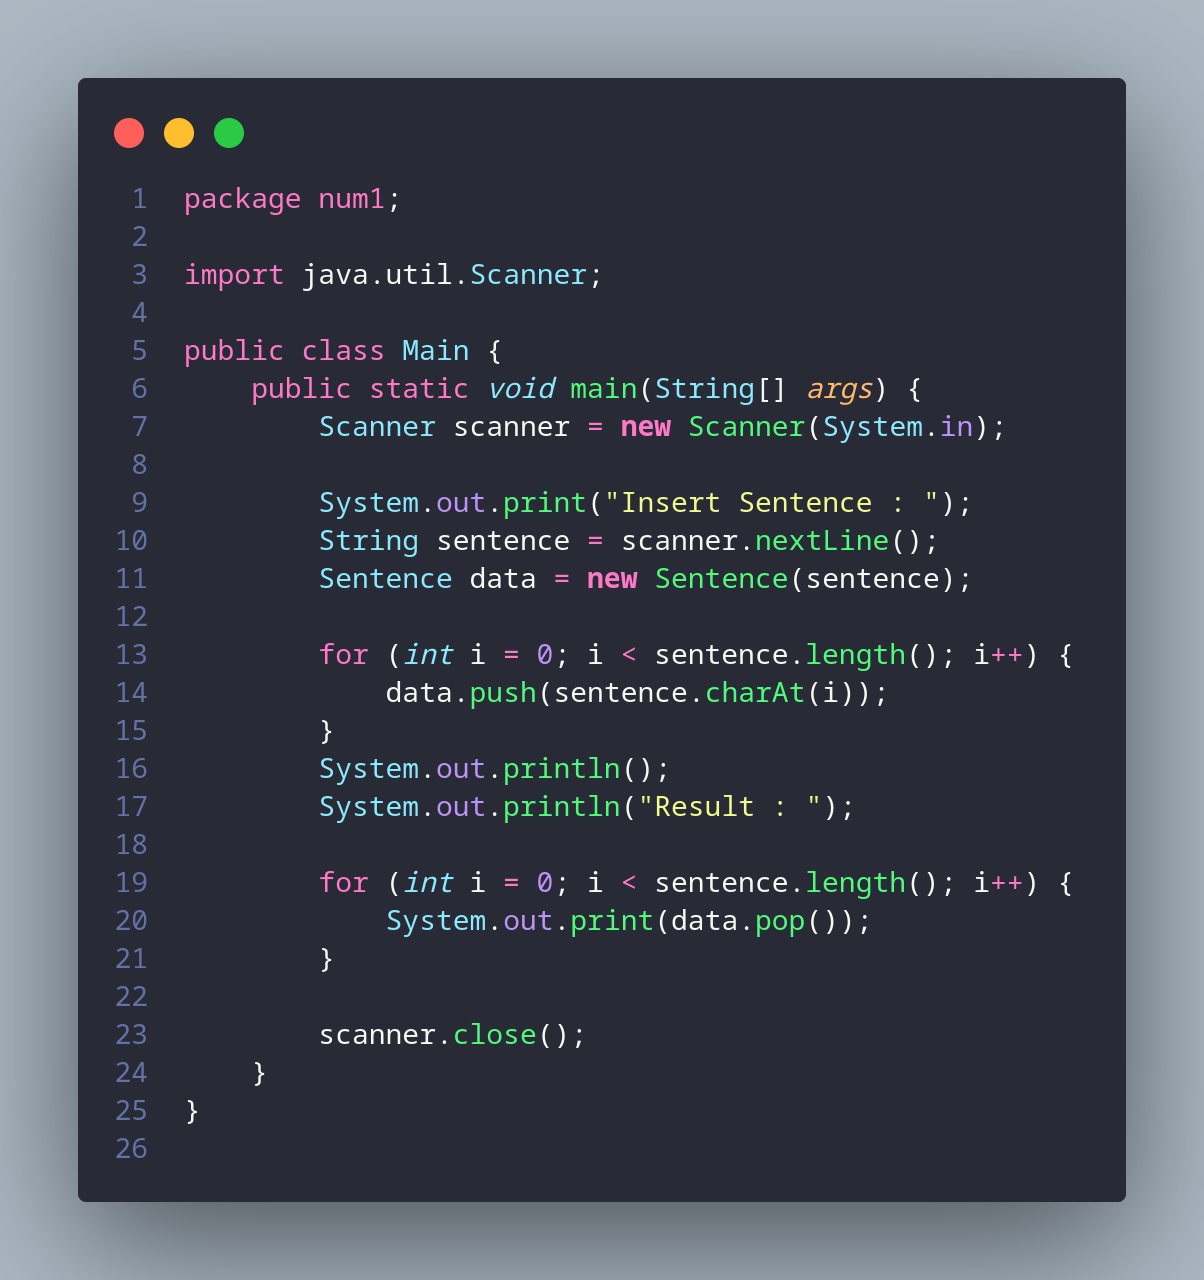 1 package num1;
2
3 import java.util.Scanner;
4
5 public class Main {
6     public static void main(String[] args) {
7         Scanner scanner = new Scanner(System.in);
8
9         System.out.print("Insert Sentence : ");
10         String sentence = scanner.nextLine();
11         Sentence data = new Sentence(sentence);
12
13         for (int i = 0; i < sentence.length(); i++) {
14             data.push(sentence.charAt(i));
15         }
16         System.out.println();
17         System.out.println("Result : ");
18
19         for (int i = 0; i < sentence.length(); i++) {
20             System.out.print(data.pop());
21         }
22
23         scanner.close();
24     }
25 }
26